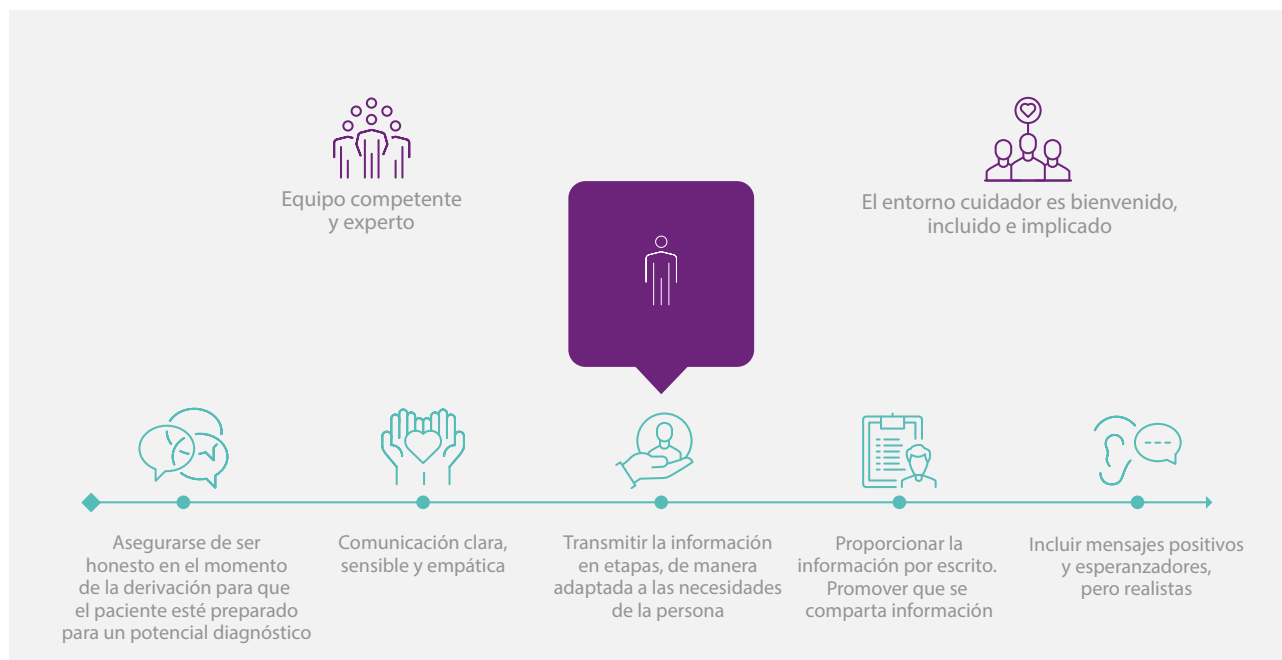 Equipo competente
y experto
El entorno cuidador es bienvenido,
incluido e implicado
Asegurarse de ser
honesto en el momento
de la derivación para que
el paciente esté preparado
para un potencial diagnóstico
Comunicación clara,
sensible y empática
Transmitir la información
en etapas, de manera
adaptada a las necesidades
de la persona
Proporcionar la
información por escrito.
Promover que se
comparta información
Incluir mensajes positivos
y esperanzadores,
pero realistas